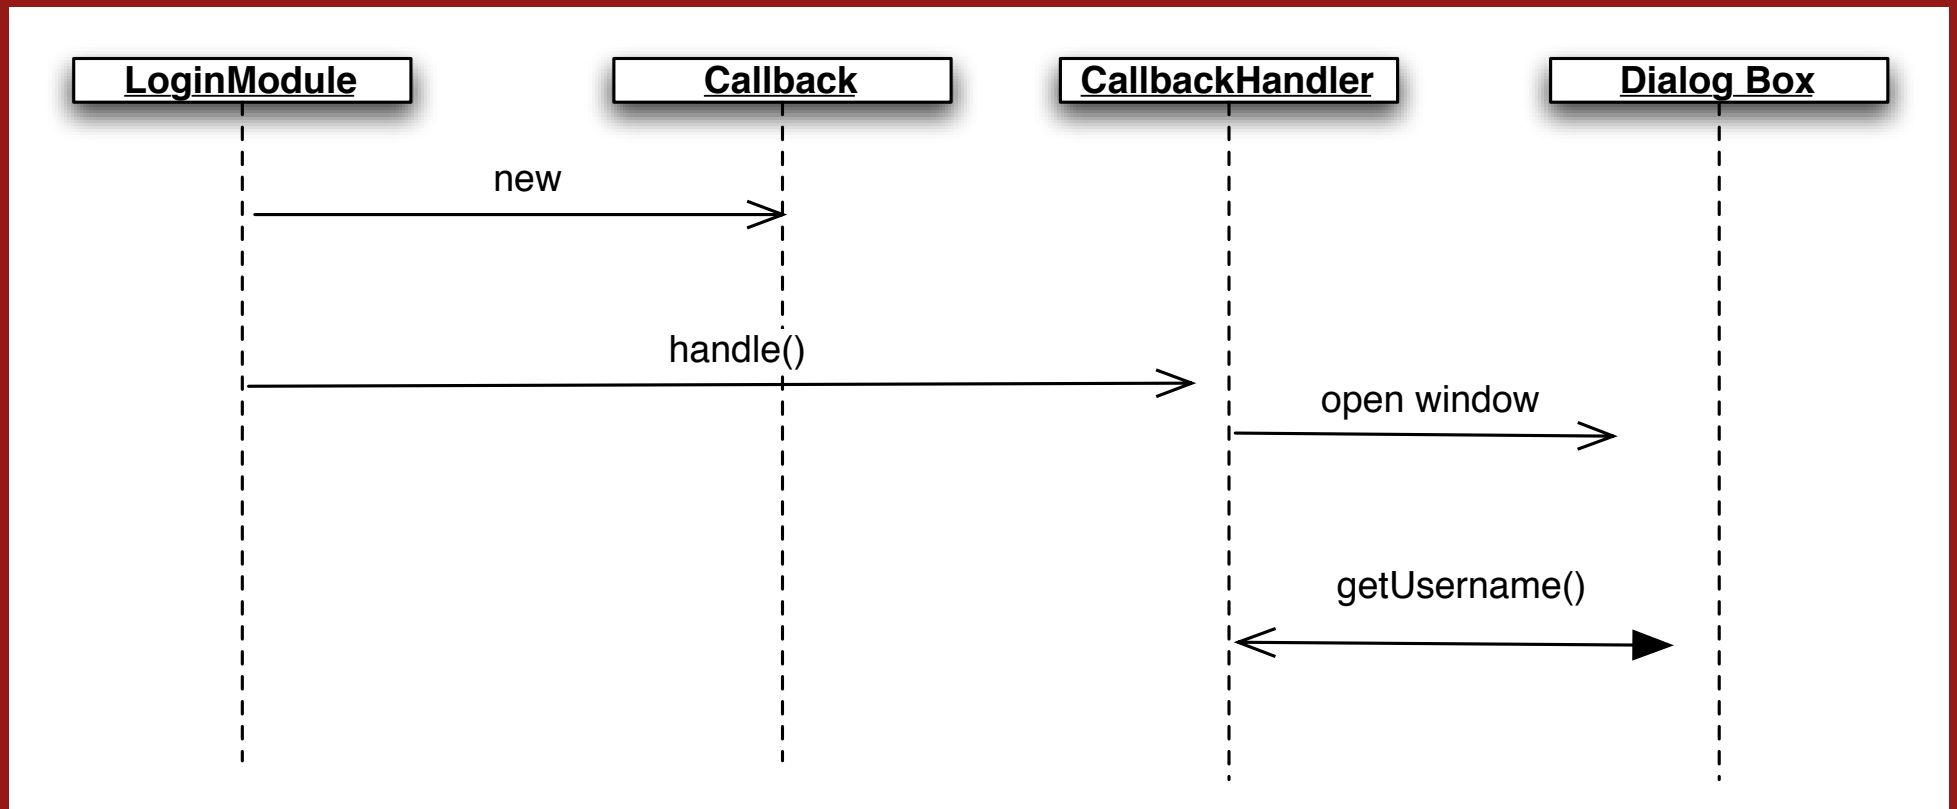 LoginModule
Callback
CallbackHandler
Dialog Box
new
handle()
open window
getUsername()